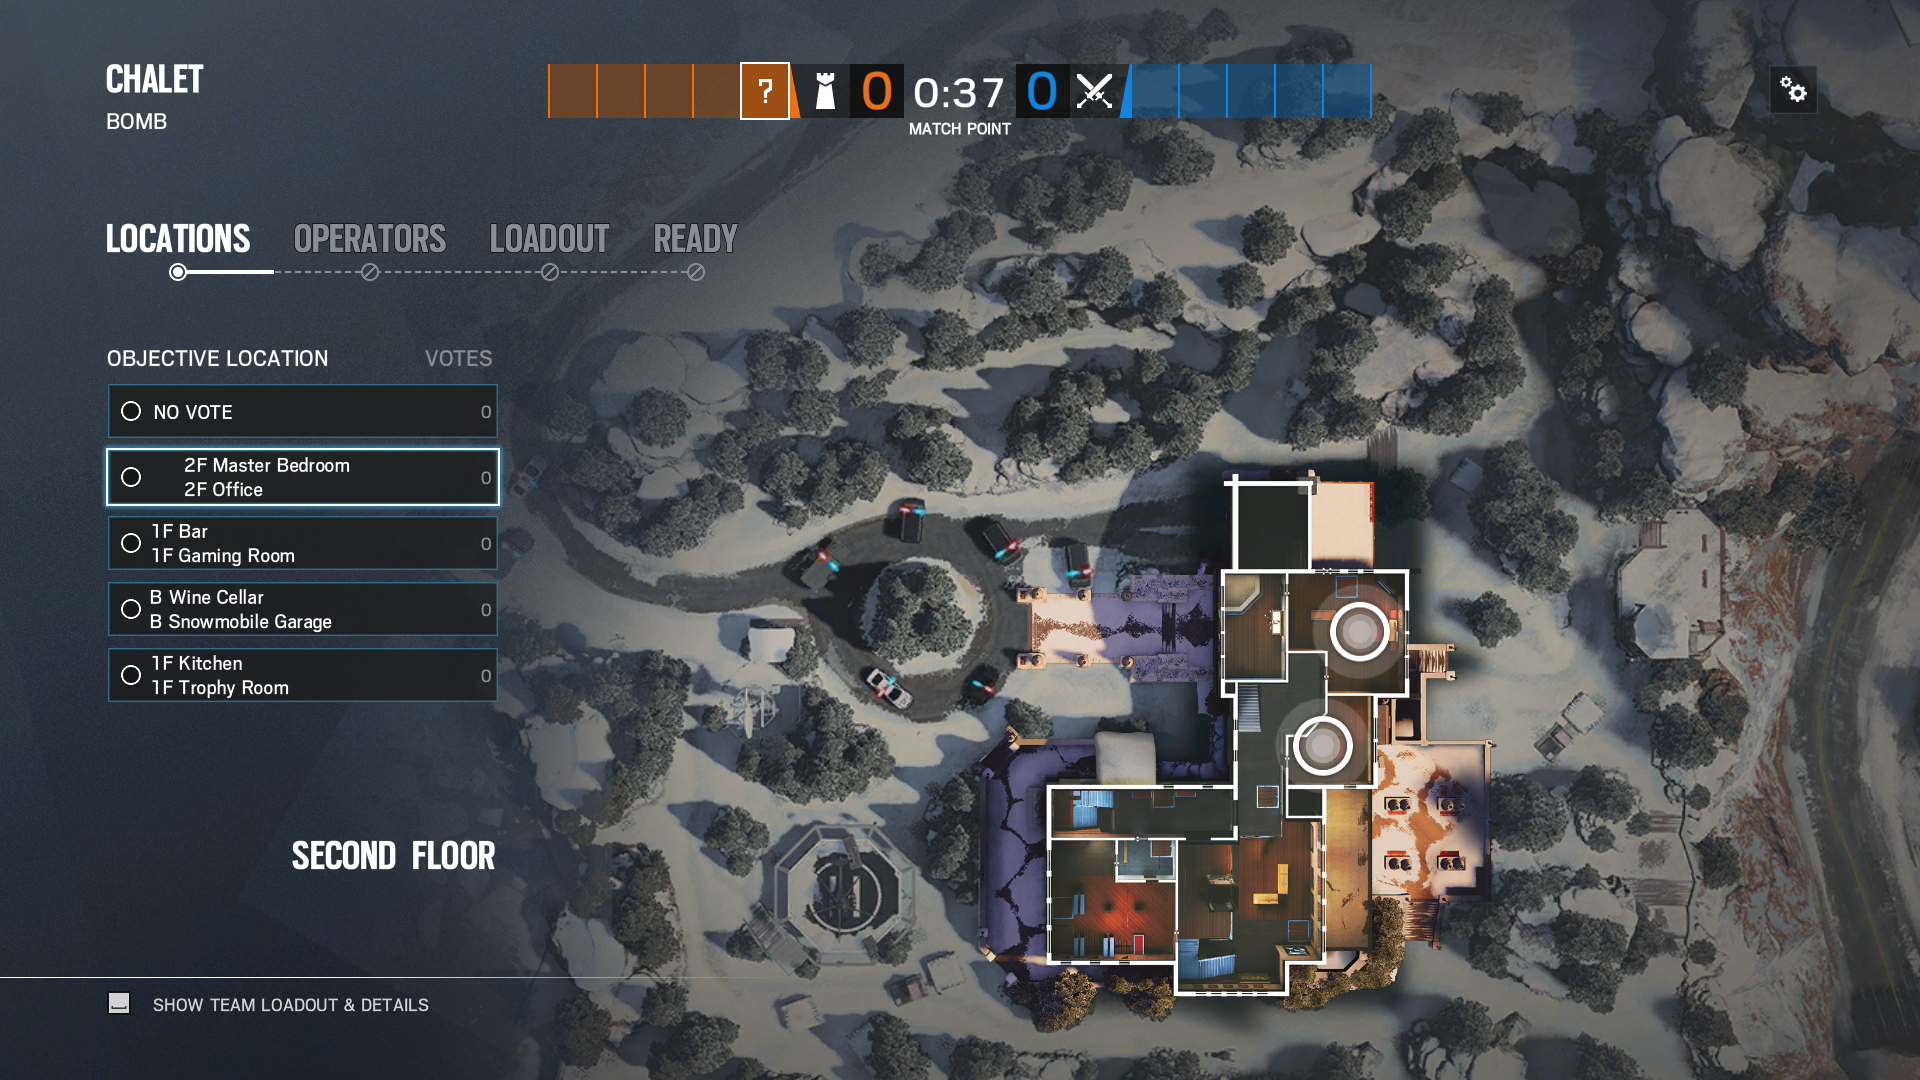 CHALET
BOMB
?
0
0:37
0
MATCH POINT
LOCATIONS
OPERATORS
LOADOUT
READY
OBJECTIVE LOCATION
VOTES
NO VOTE
0
2F Master Bedroom
2F Office
0
1F Bar
1F Gaming Room
0
B Wine Cellar
B Snowmobile Garage
0
1F Kitchen
1F Trophy Room
0
SECOND FLOOR
SHOW TEAM LOADOUT & DETAILS